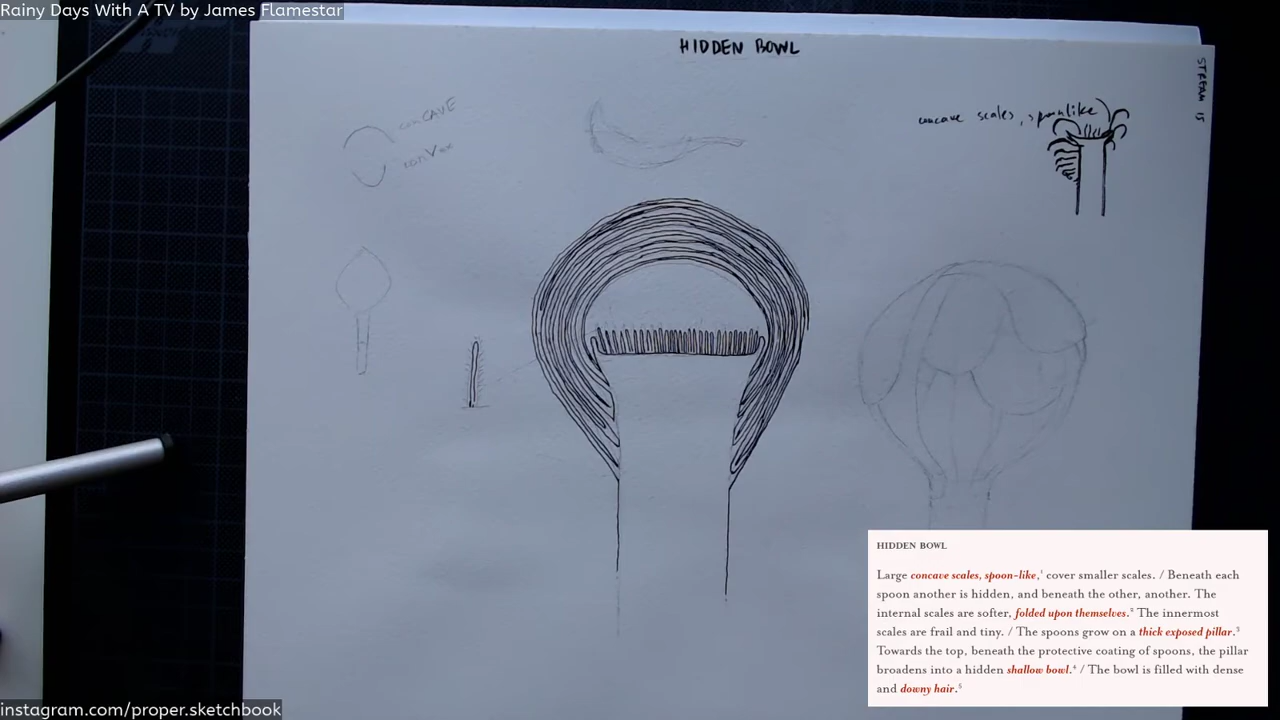 Rainy Days With A TV by James Flamestar
HIDDEN BOWL
STREAM 15
conCAVE
conVex
concave scales, spoonlike
HIDDEN BOWL
Large concave scales, spoon-like,¹ cover smaller scales. / Beneath each
spoon another is hidden, and beneath the other, another. The
internal scales are softer, folded upon themselves.² The innermost
scales are frail and tiny. / The spoons grow on a thick exposed pillar.³
Towards the top, beneath the protective coating of spoons, the pillar
broadens into a hidden shallow bowl.⁴ / The bowl is filled with dense
and downy hair.⁵
instagram.com/proper.sketchbook